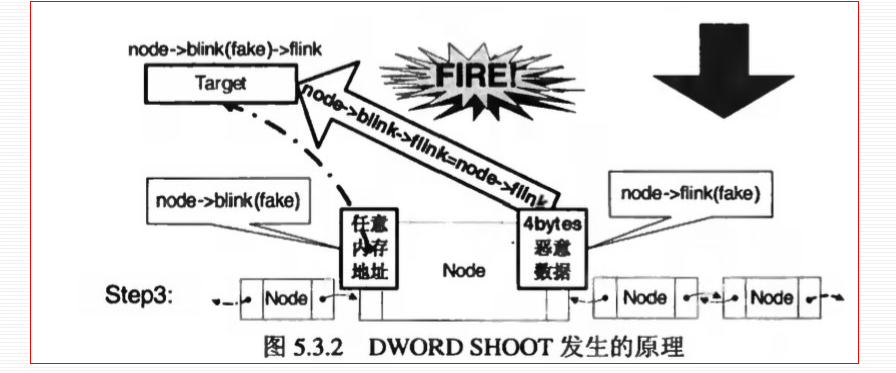 node->blink(fake)->flink
Target
FIRE!
node->blink->flink=node->flink
node->blink(fake)
node->flink(fake)
任意
内存
地址
Node
4bytes
恶意
数据
Step3:
Node
Node
Node
图 5.3.2 DWORD SHOOT 发生的原理